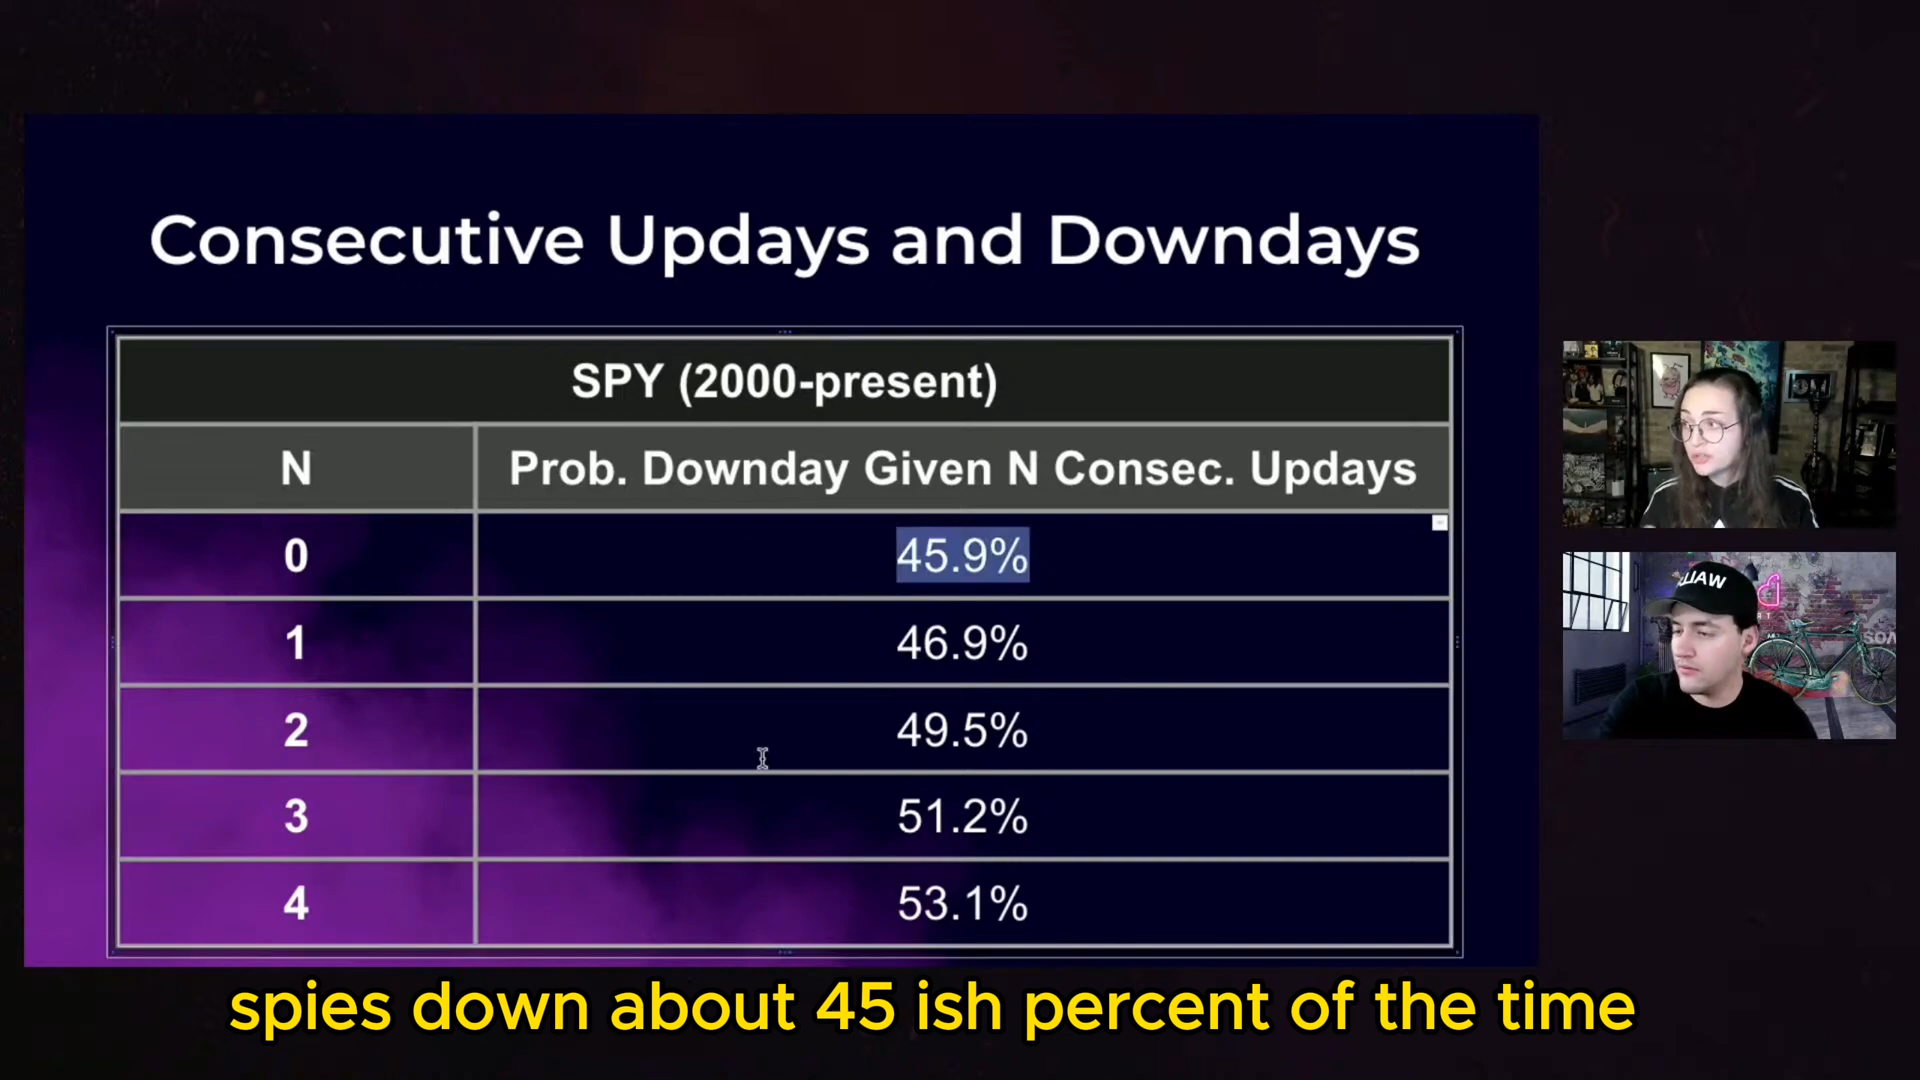 Consecutive Updays and Downdays
SPY (2000-present)
N
Prob. Downday Given N Consec. Updays
0
45.9%
1
46.9%
2
49.5%
3
51.2%
4
53.1%
spies down about 45 ish percent of the time